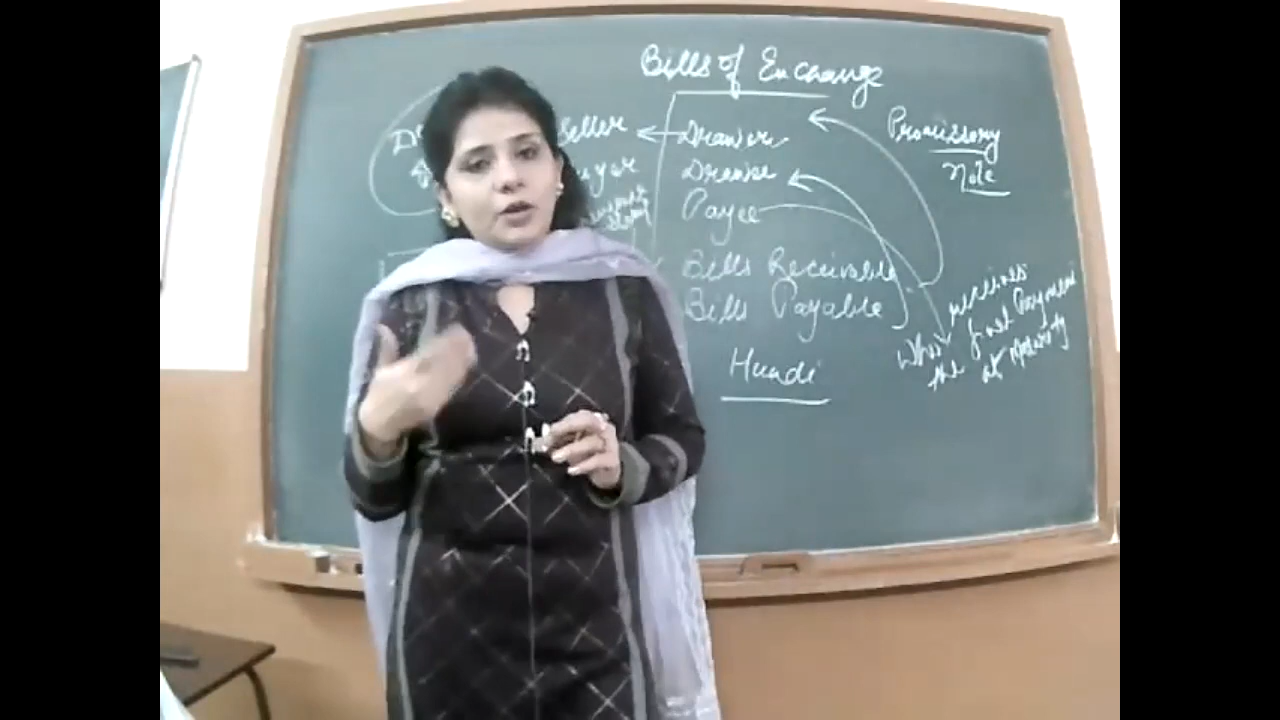 Bills of Exchange
Seller
Drawer
Promissory
Note
Drawee
Payee
Bills Receivable
Bills Payable
Who receives
the final Payment
at Maturity
Hundi